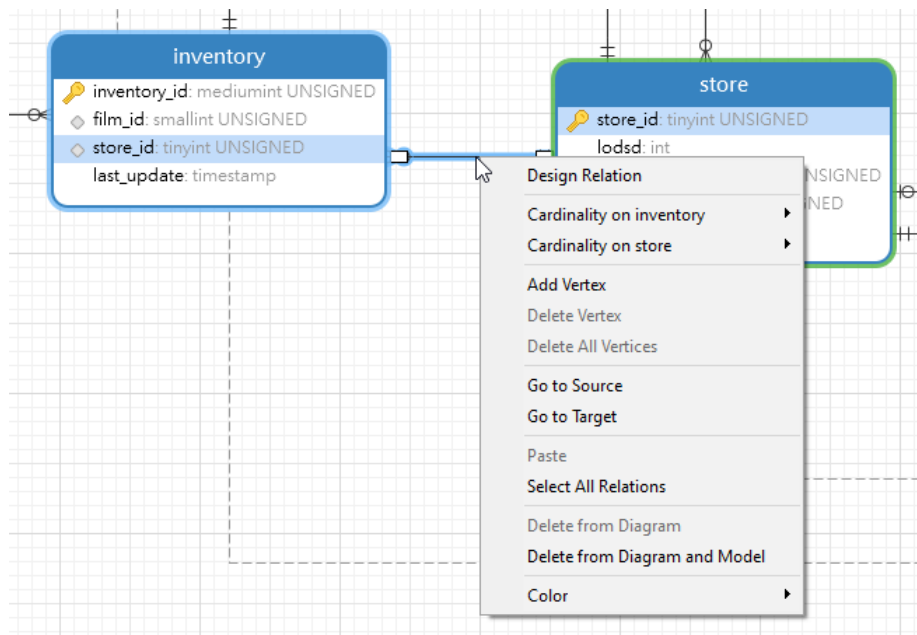 inventory
inventory_id: mediumint UNSIGNED
film_id: smallint UNSIGNED
store_id: tinyint UNSIGNED
last_update: timestamp
store
store_id: tinyint UNSIGNED
lodsd: int
Design Relation
Cardinality on inventory
Cardinality on store
Add Vertex
Delete Vertex
Delete All Vertices
Go to Source
Go to Target
Paste
Select All Relations
Delete from Diagram
Delete from Diagram and Model
Color